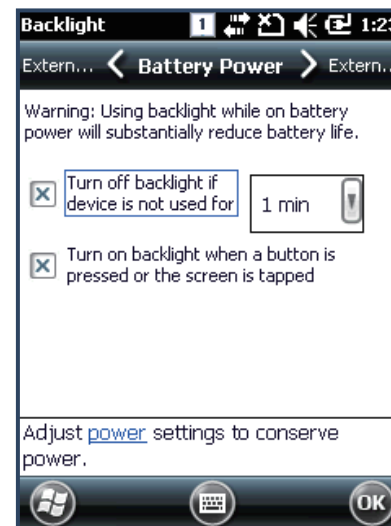 Backlight 1 1:23
Extern... Battery Power Extern...
Warning: Using backlight while on battery
power will substantially reduce battery life.
Turn off backlight if
device is not used for
1 min
Turn on backlight when a button is
pressed or the screen is tapped
Adjust power settings to conserve
power.
OK